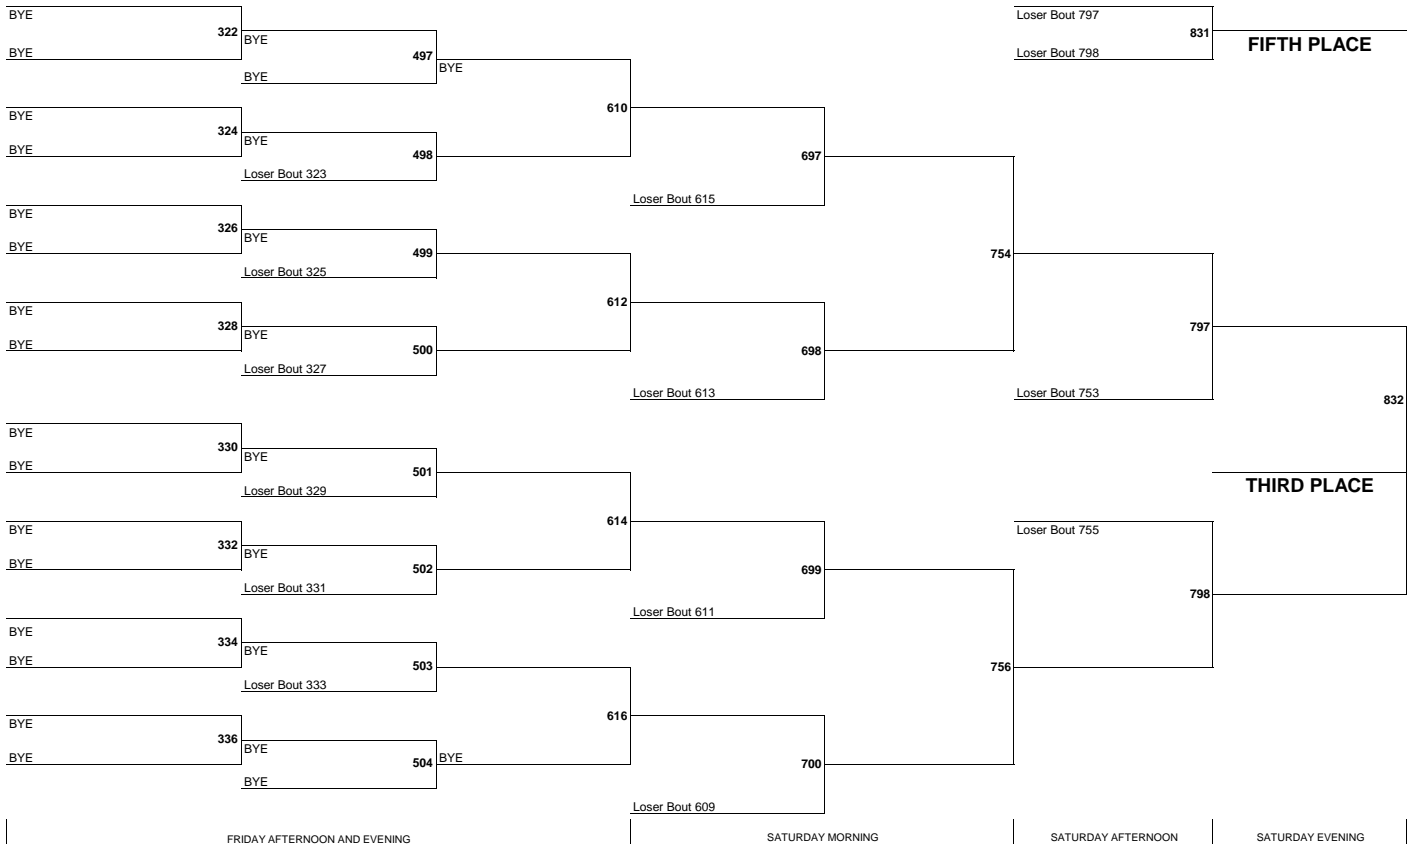 BYE
322
BYE
BYE
497
BYE
BYE
610
BYE
324
BYE
BYE
498
Loser Bout 323
697
Loser Bout 615
BYE
326
BYE
BYE
499
Loser Bout 325
612
754
BYE
328
BYE
BYE
500
Loser Bout 327
698
Loser Bout 613
797
Loser Bout 753
832
BYE
330
BYE
BYE
501
Loser Bout 329
614
BYE
332
BYE
BYE
502
Loser Bout 331
699
Loser Bout 611
756
BYE
334
BYE
BYE
503
Loser Bout 333
616
BYE
336
BYE
BYE
504
BYE
BYE
700
Loser Bout 609
Loser Bout 797
831
Loser Bout 798
FIFTH PLACE
THIRD PLACE
Loser Bout 755
798
FRIDAY AFTERNOON AND EVENING
SATURDAY MORNING
SATURDAY AFTERNOON
SATURDAY EVENING